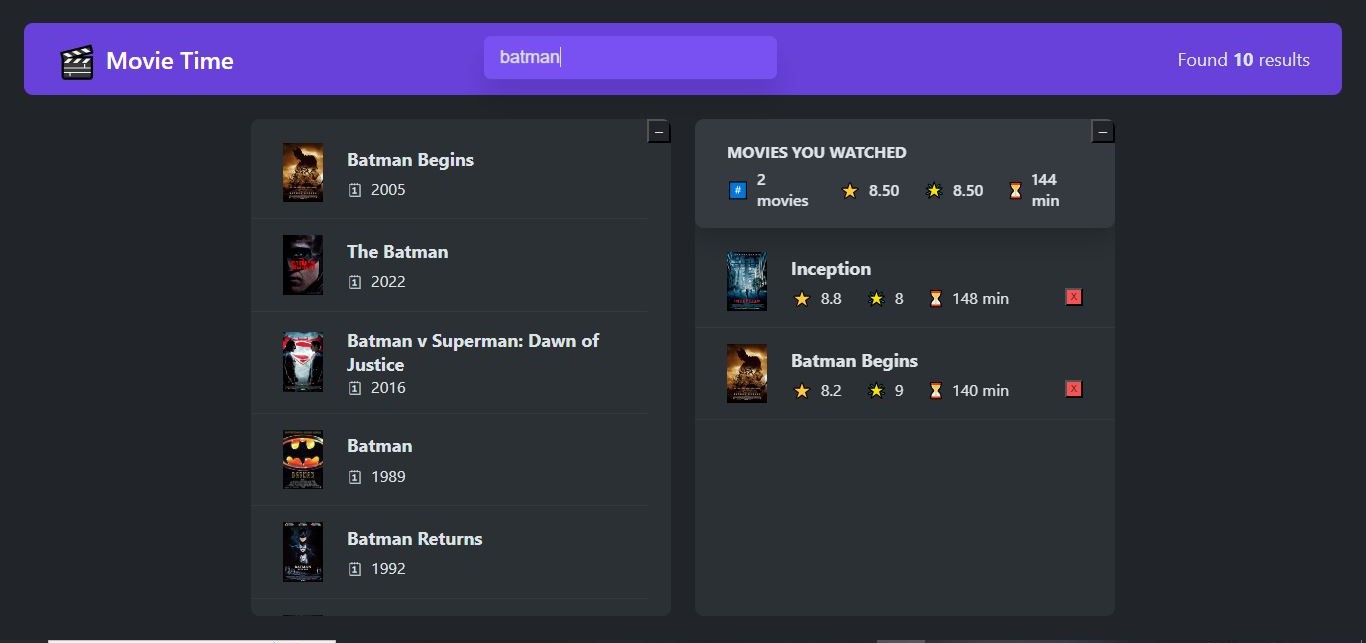 Movie Time
batman
Found 10 results
–
Batman Begins
2005
The Batman
2022
Batman v Superman: Dawn of
Justice
2016
Batman
1989
Batman Returns
1992
–
MOVIES YOU WATCHED
# 2 movies 8.50 8.50 144 min
Inception
8.8 8 148 min X
Batman Begins
8.2 9 140 min X